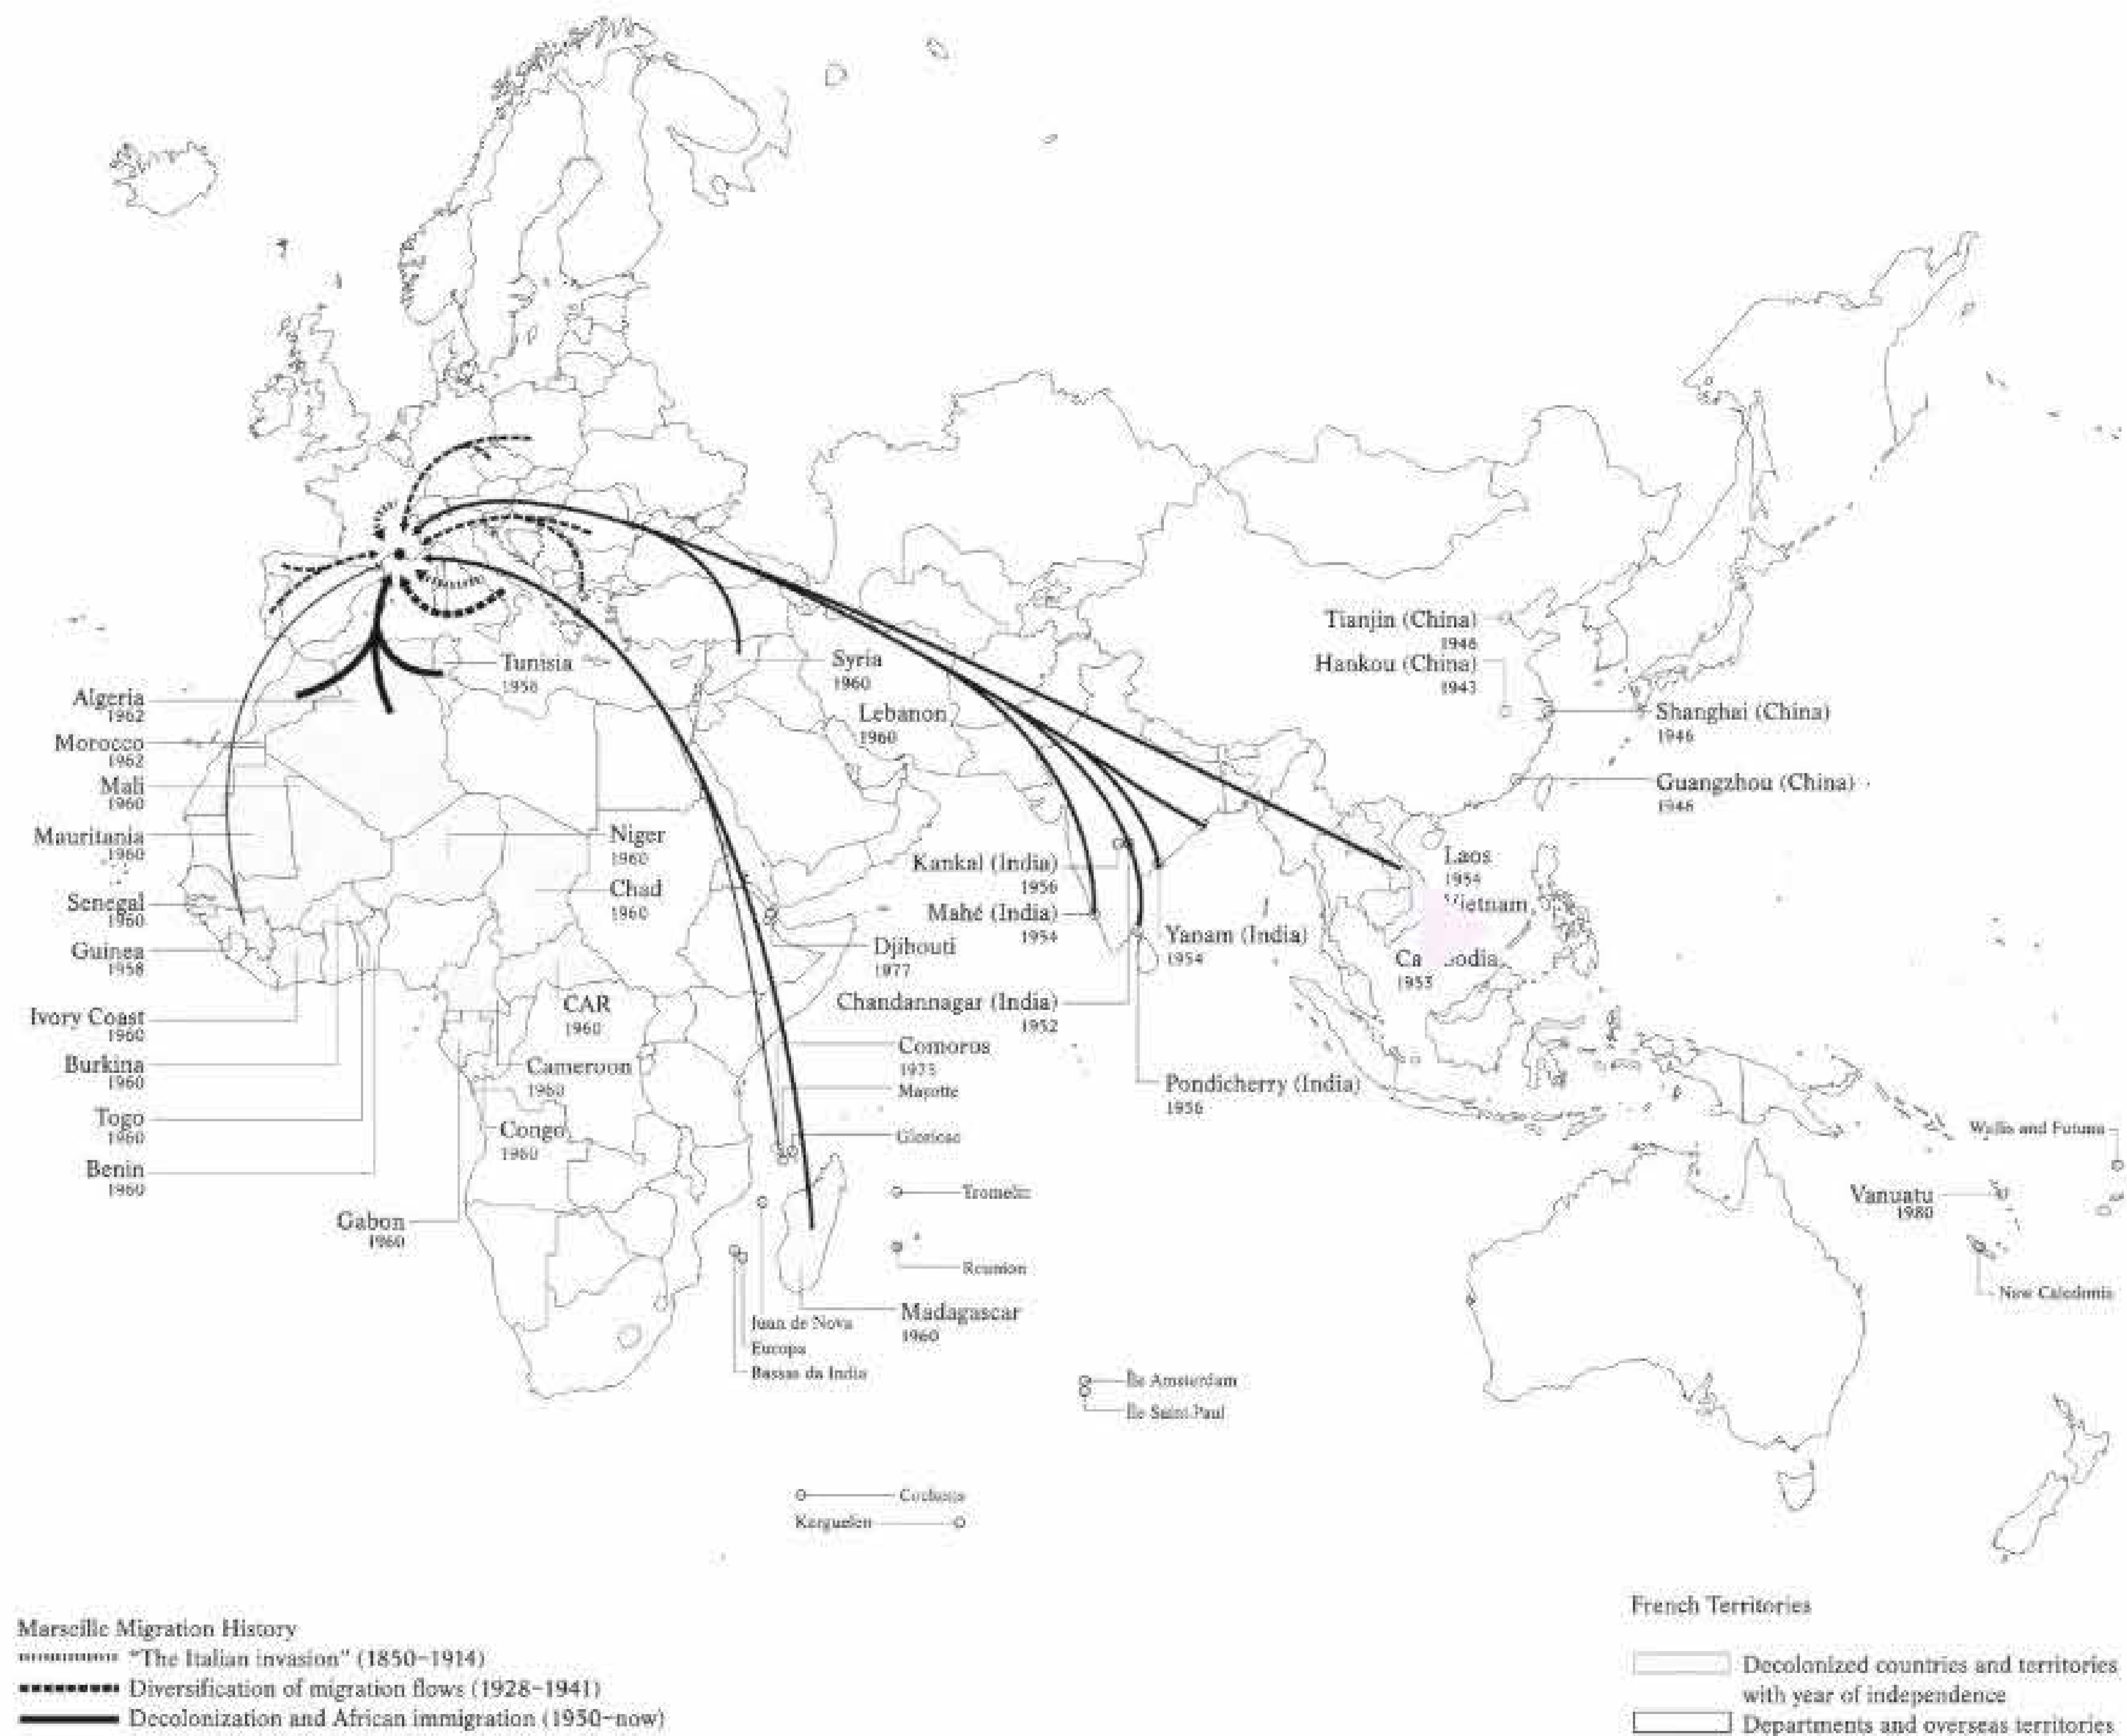 Tunisia
1956
Algeria
1962
Morocco
1962
Mali
1960
Mauritania
1960
Senegal
1960
Guinea
1958
Ivory Coast
1960
Burkina
1960
Togo
1960
Benin
1960
Gabon
1960
Niger
1960
Chad
1960
CAR
1960
Cameroon
1960
Congo
1960
Syria
1960
Lebanon
1960
Djibouti
1977
Comoros
Mayotte
Tromelin
Reunion
Madagascar
1960
Juan de Nova
Europa
Bassas da India
Kankal (India)
1956
Mahé (India)
1954
Yanam (India)
1954
Chandannagar (India)
1952
Pondicherry (India)
1956
Tianjin (China)
1946
Hankou (China)
1943
Shanghai (China)
1946
Guangzhou (China)
1946
Laos
1954
Vietnam
1953
Wallis and Futuna
Vanuatu
1980
New Caledonia
Île Amsterdam
Île Saint-Paul
Kerguelen
Marseille Migration History
"The Italian invasion" (1850–1914)
Diversification of migration flows (1928–1941)
Decolonization and African immigration (1950–now)
French Territories
Decolonized countries and territories
with year of independence
Departments and overseas territories